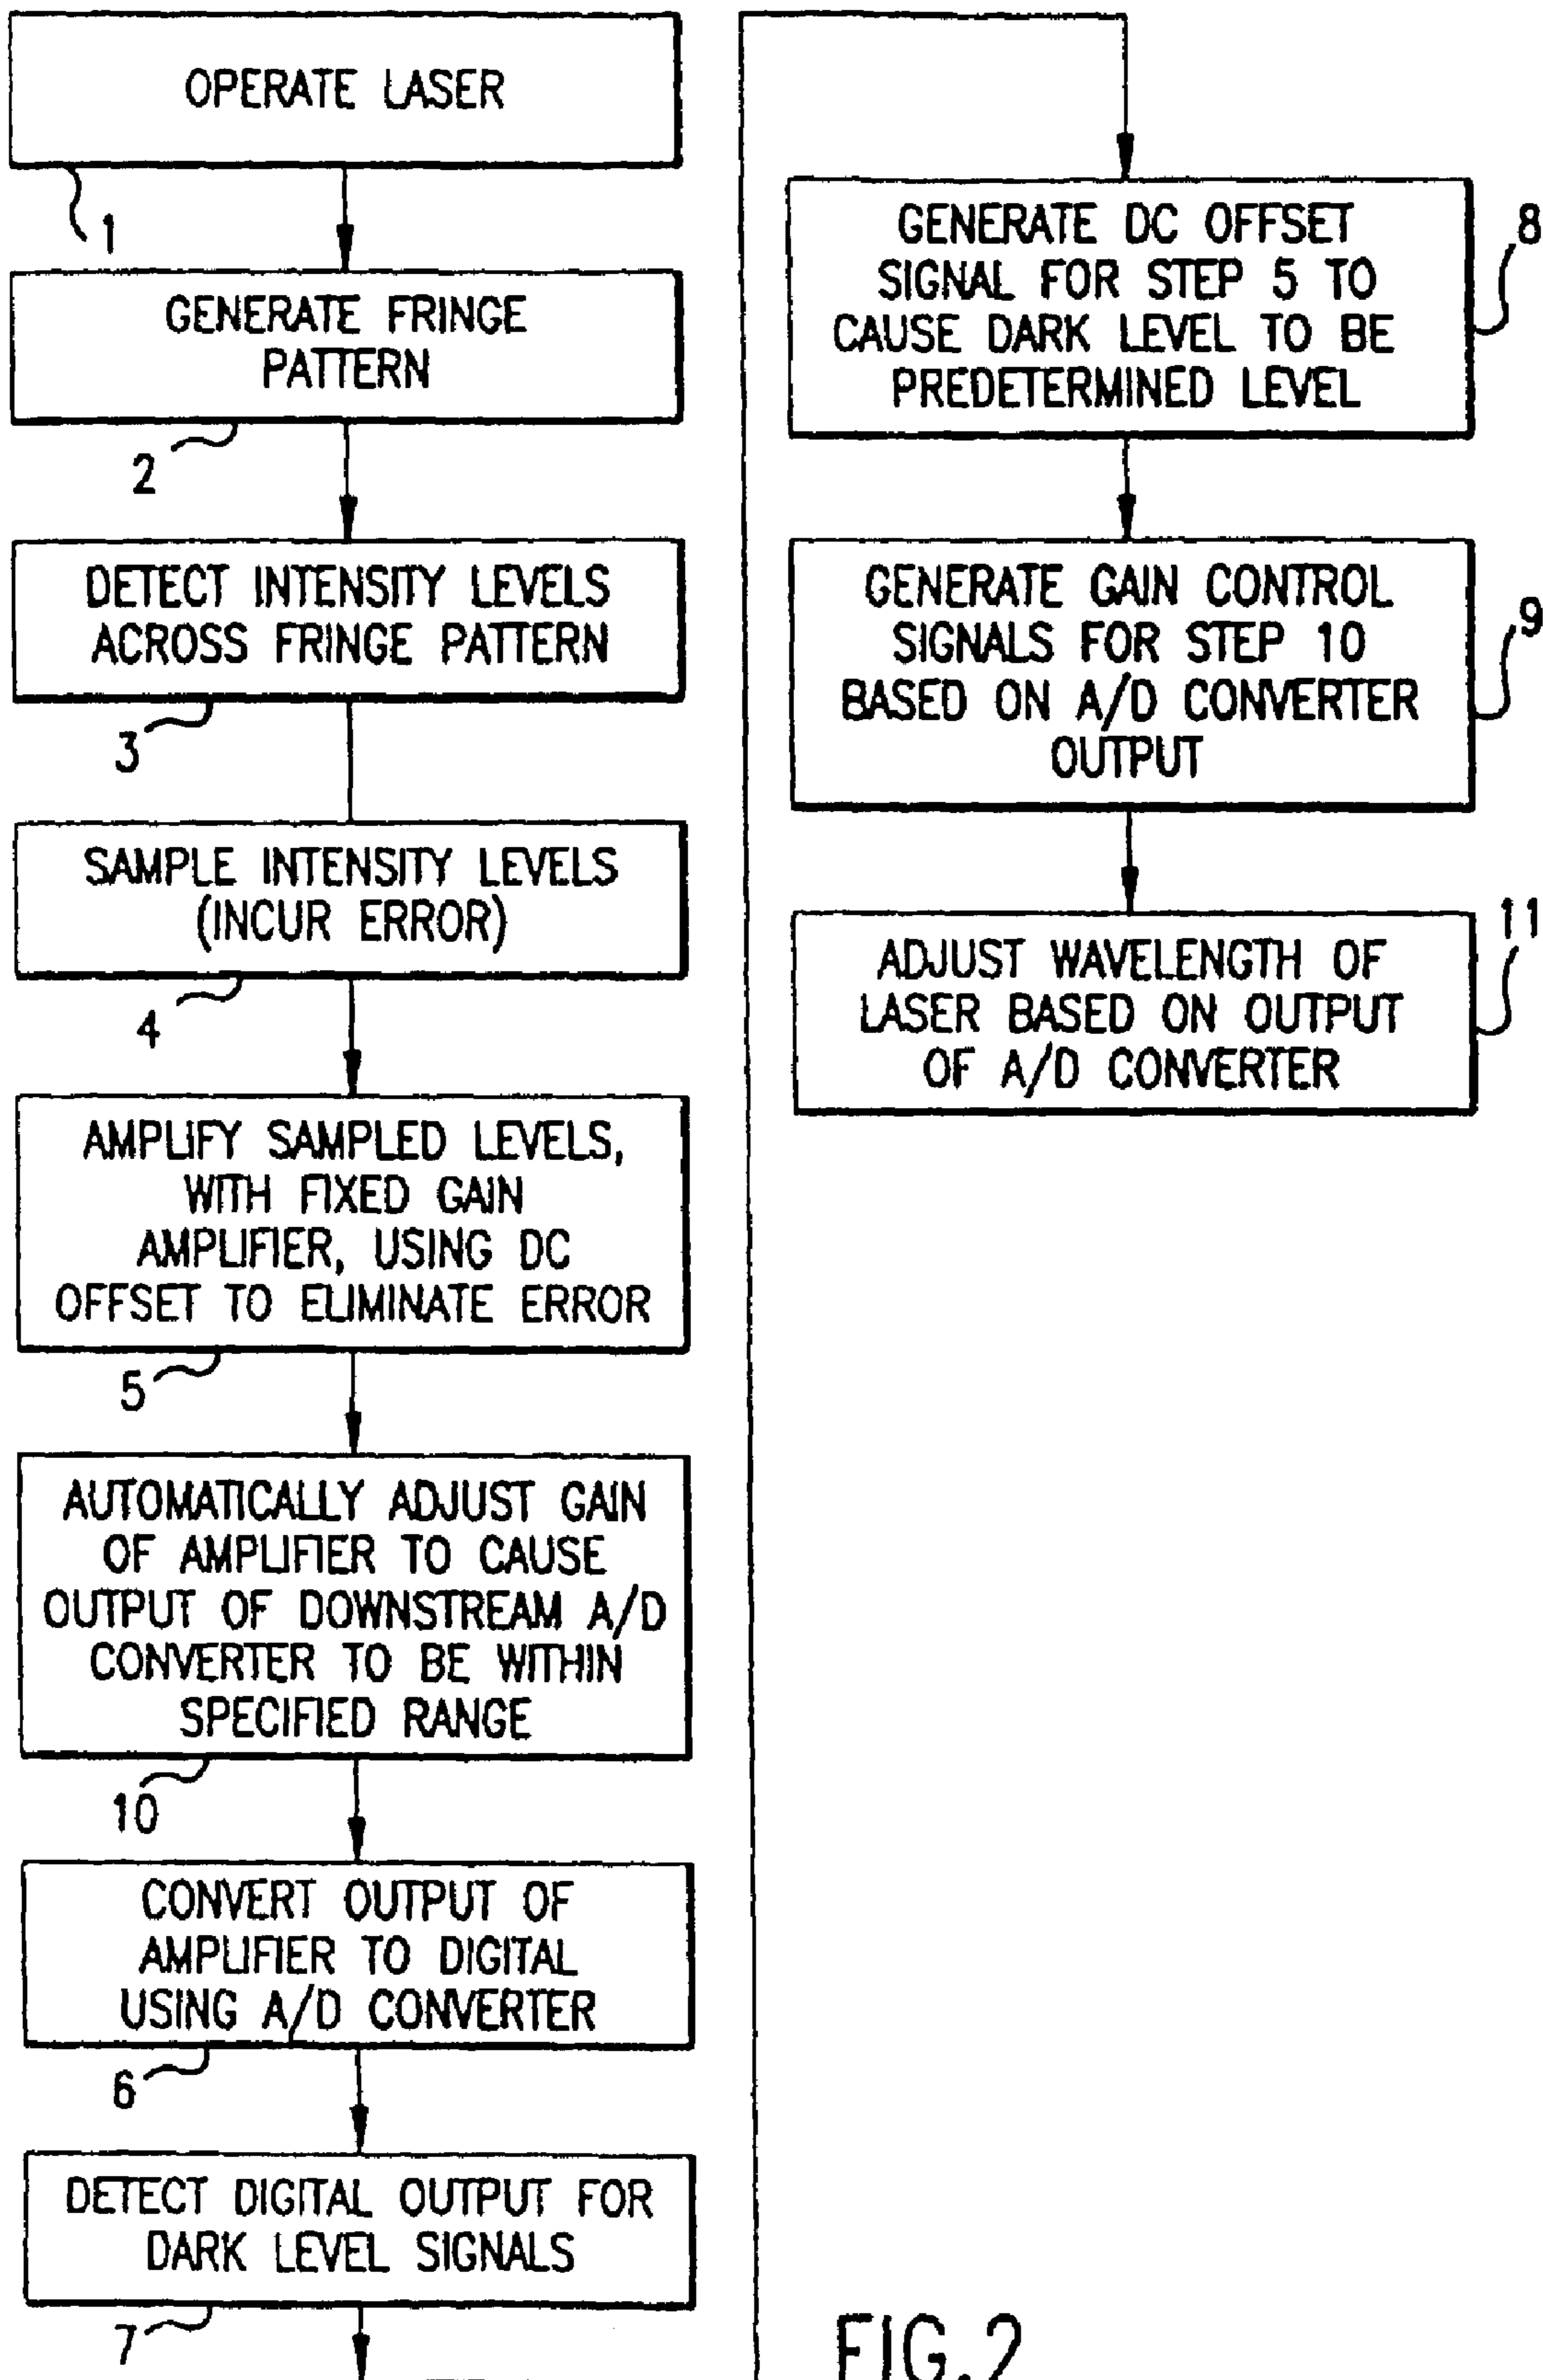 OPERATE LASER
1
GENERATE FRINGE
PATTERN
2
DETECT INTENSITY LEVELS
ACROSS FRINGE PATTERN
3
SAMPLE INTENSITY LEVELS
(INCUR ERROR)
4
AMPLIFY SAMPLED LEVELS,
WITH FIXED GAIN
AMPLIFIER, USING DC
OFFSET TO ELIMINATE ERROR
5
AUTOMATICALLY ADJUST GAIN
OF AMPLIFIER TO CAUSE
OUTPUT OF DOWNSTREAM A/D
CONVERTER TO BE WITHIN
SPECIFIED RANGE
10
CONVERT OUTPUT OF
AMPLIFIER TO DIGITAL
USING A/D CONVERTER
6
DETECT DIGITAL OUTPUT FOR
DARK LEVEL SIGNALS
7
GENERATE DC OFFSET
SIGNAL FOR STEP 5 TO
CAUSE DARK LEVEL TO BE
PREDETERMINED LEVEL
8
GENERATE GAIN CONTROL
SIGNALS FOR STEP 10
BASED ON A/D CONVERTER
OUTPUT
9
ADJUST WAVELENGTH OF
LASER BASED ON OUTPUT
OF A/D CONVERTER
11
FIG.2